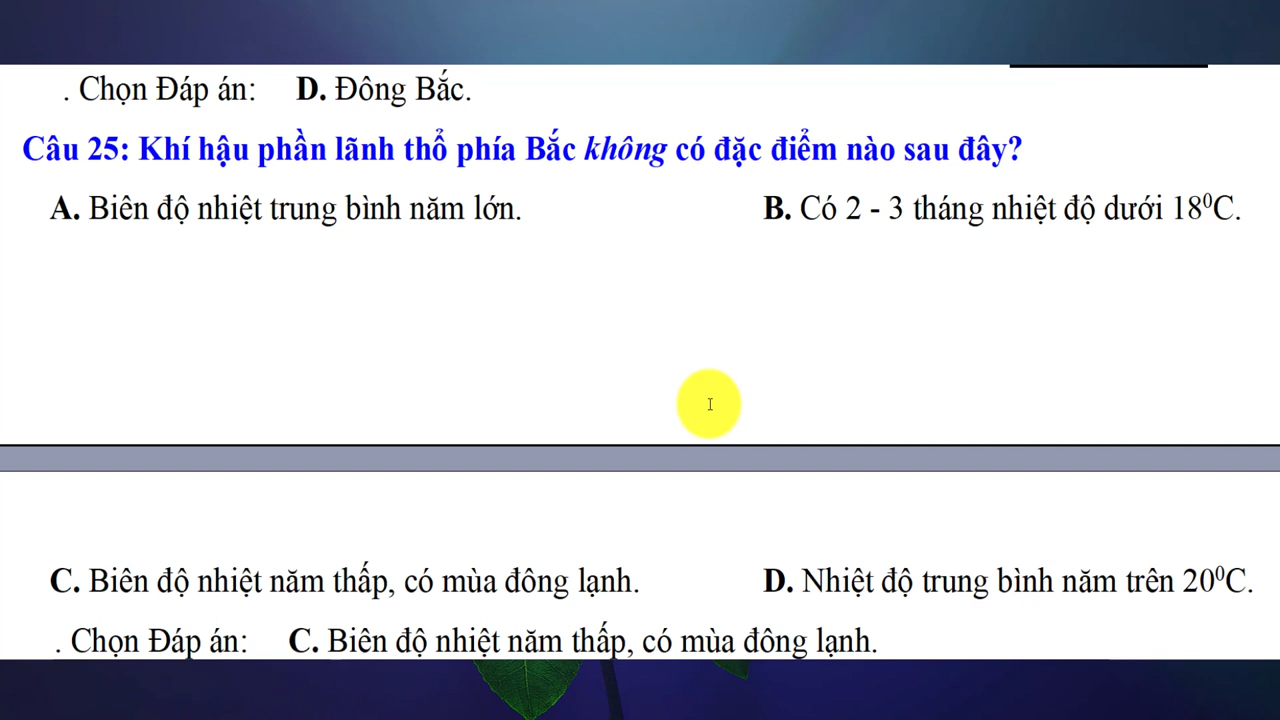 . Chọn Đáp án: D. Đông Bắc.
Câu 25: Khí hậu phần lãnh thổ phía Bắc không có đặc điểm nào sau đây?
A. Biên độ nhiệt trung bình năm lớn. B. Có 2 - 3 tháng nhiệt độ dưới 18⁰C.
C. Biên độ nhiệt năm thấp, có mùa đông lạnh. D. Nhiệt độ trung bình năm trên 20⁰C.
. Chọn Đáp án: C. Biên độ nhiệt năm thấp, có mùa đông lạnh.